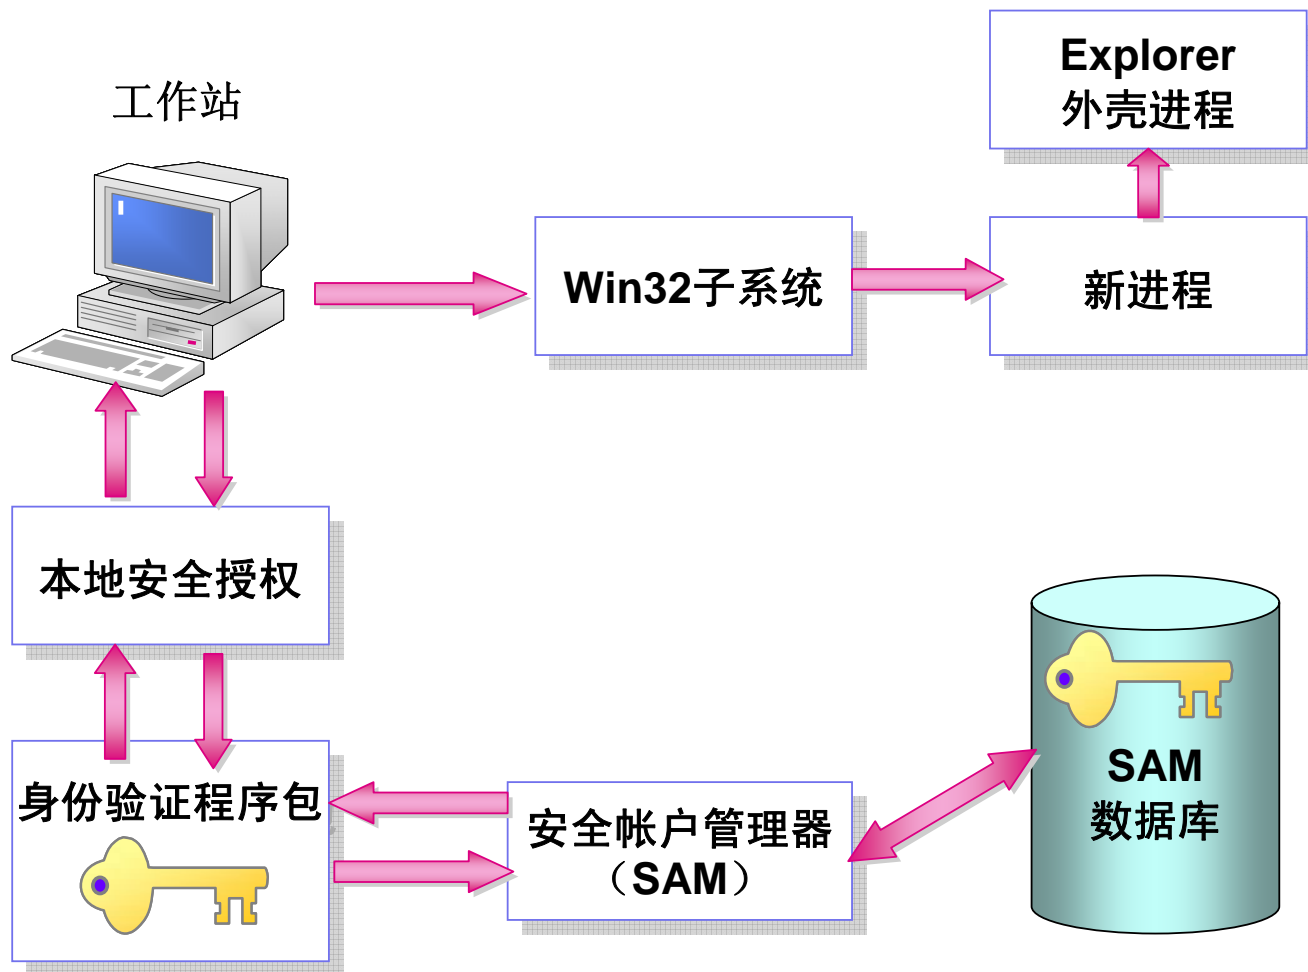 Explorer
外壳进程
工作站
Win32子系统
新进程
本地安全授权
身份验证程序包
安全帐户管理器
（SAM）
SAM
数据库